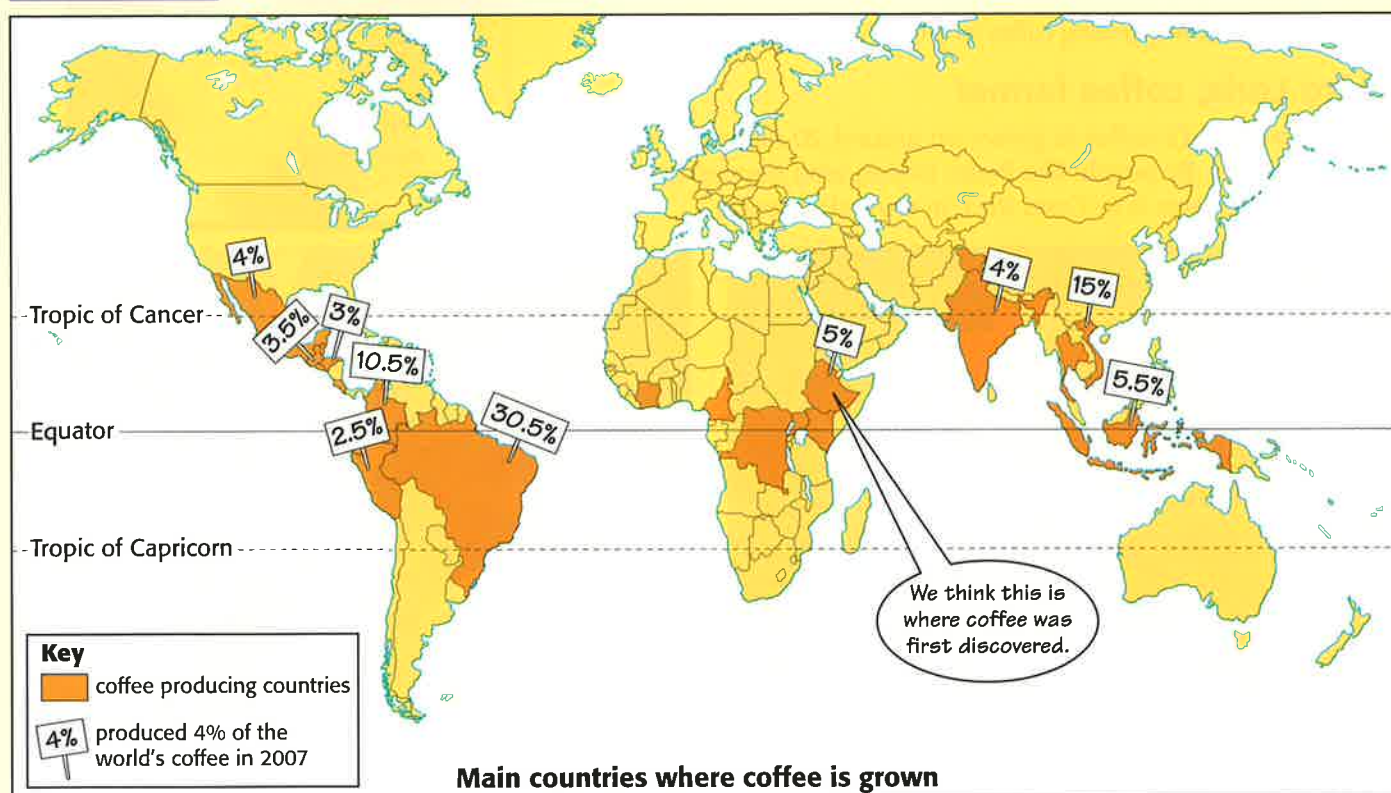 4%
Tropic of Cancer
3.5%
3%
10.5%
5%
4%
15%
5.5%
Equator
2.5%
30.5%
Tropic of Capricorn
We think this is
where coffee was
first discovered.
Key
coffee producing countries
4%
produced 4% of the
world's coffee in 2007
Main countries where coffee is grown